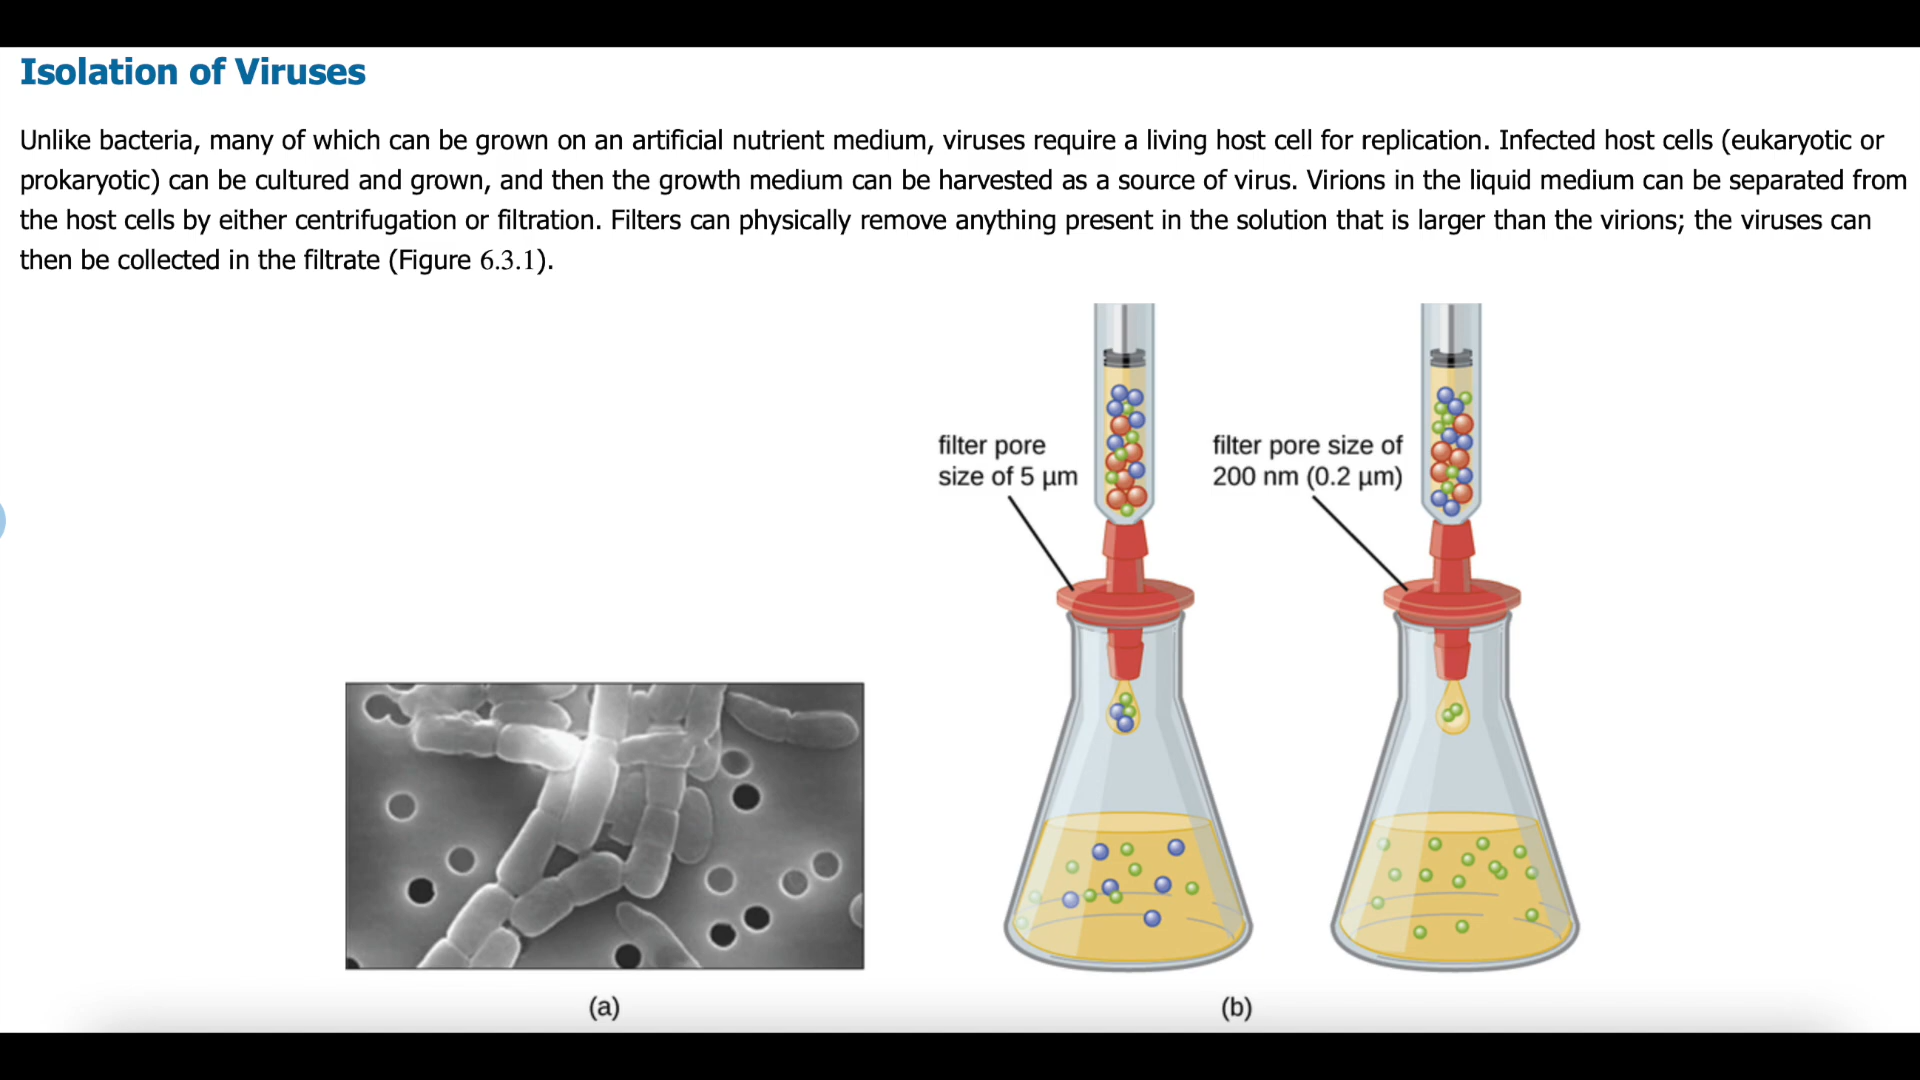 Isolation of Viruses
Unlike bacteria, many of which can be grown on an artificial nutrient medium, viruses require a living host cell for replication. Infected host cells (eukaryotic or
prokaryotic) can be cultured and grown, and then the growth medium can be harvested as a source of virus. Virions in the liquid medium can be separated from
the host cells by either centrifugation or filtration. Filters can physically remove anything present in the solution that is larger than the virions; the viruses can
then be collected in the filtrate (Figure 6.3.1).
filter pore
size of 5 µm
filter pore size of
200 nm (0.2 µm)
(a)
(b)